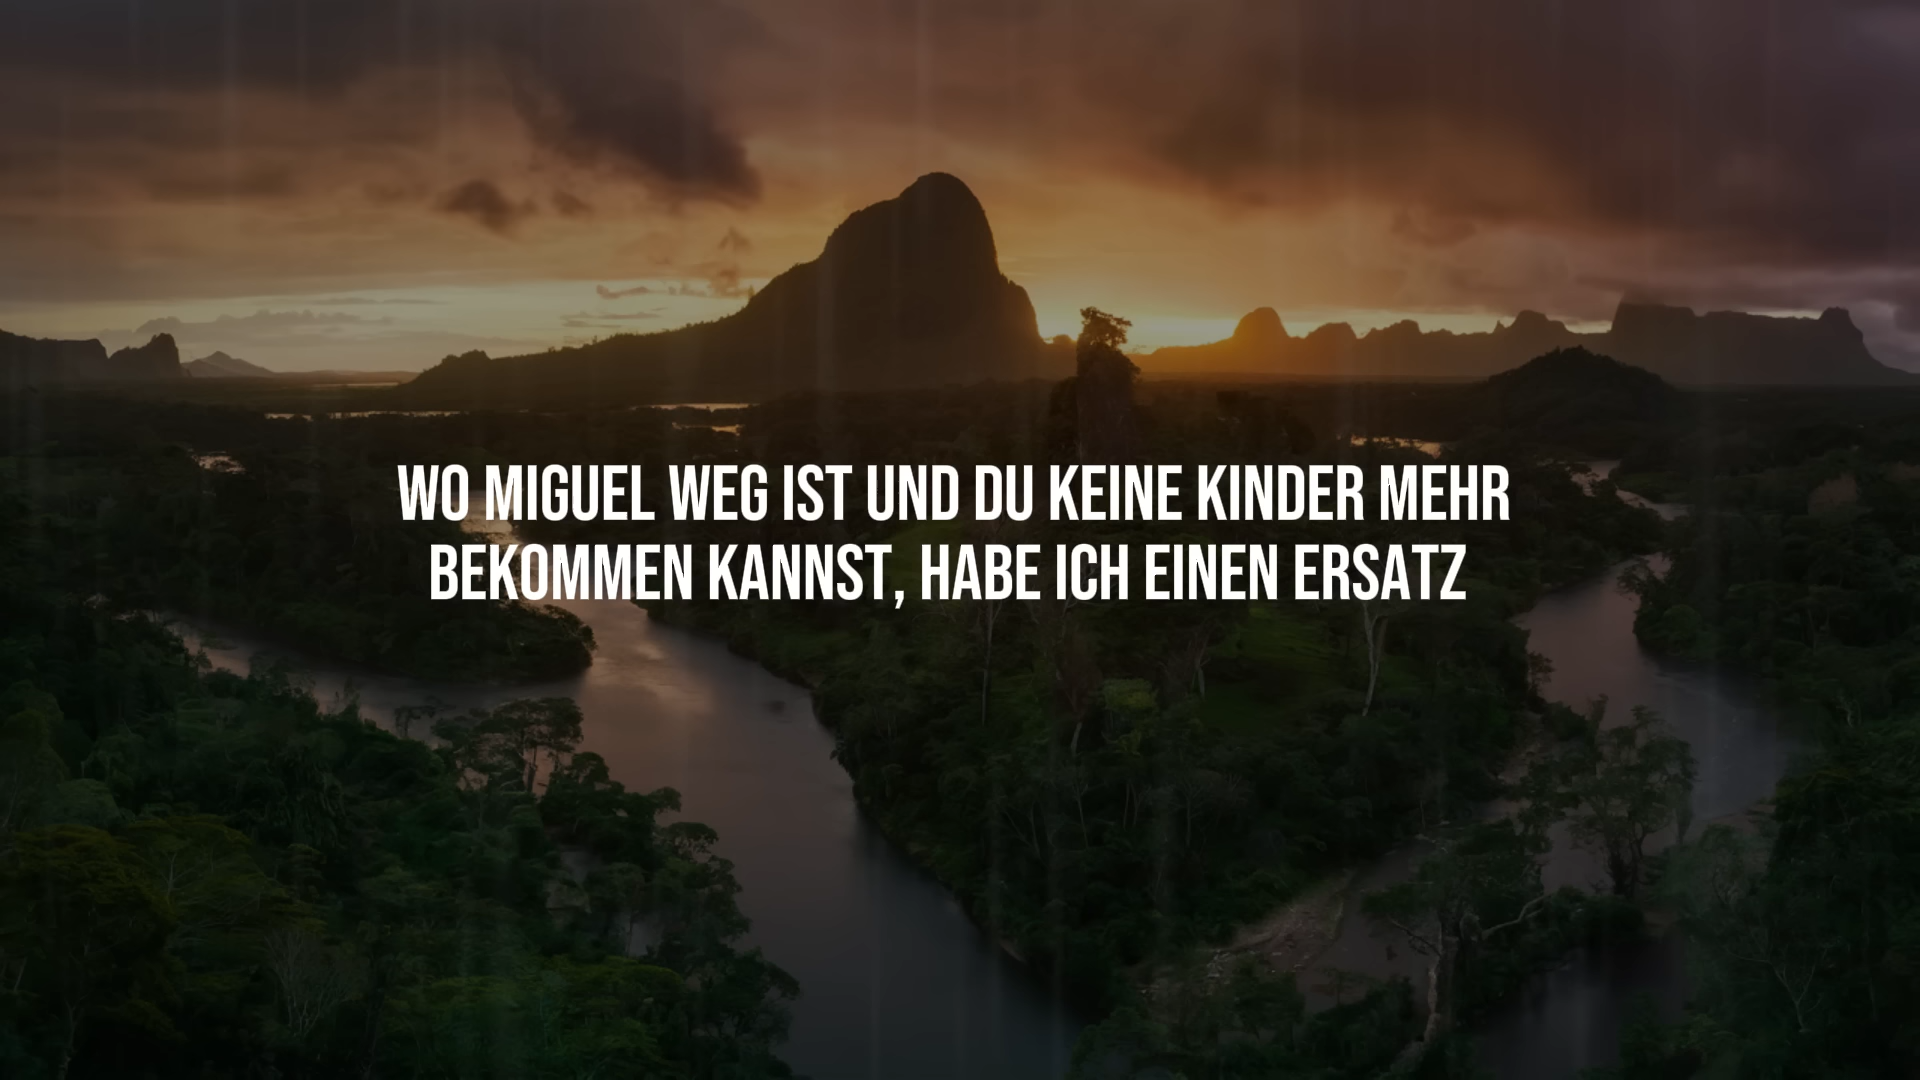 WO MIGUEL WEG IST UND DU KEINE KINDER MEHR
BEKOMMEN KANNST, HABE ICH EINEN ERSATZ